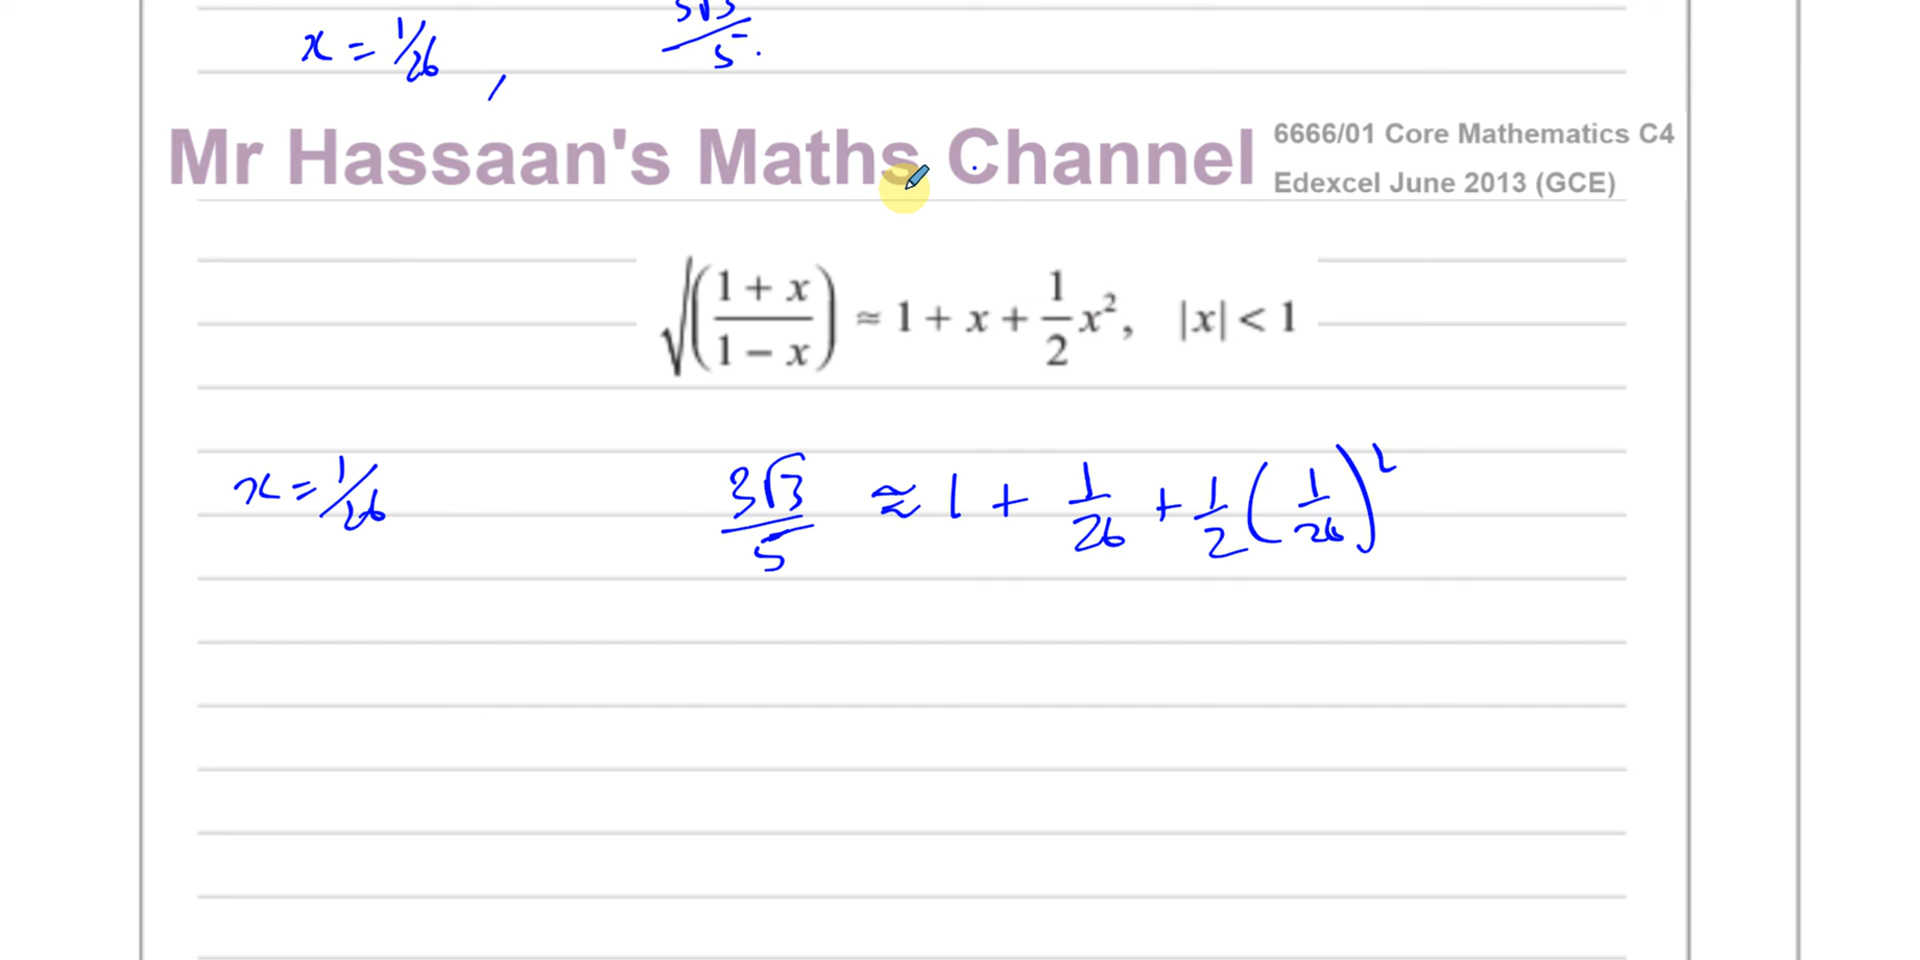 x = 1/26 , 3√3/5.
Mr Hassaan's Maths Channel
6666/01 Core Mathematics C4
Edexcel June 2013 (GCE)
√((1 + x)/(1 − x)) ≈ 1 + x + 1/2 x², |x| < 1
x = 1/26 3√3/5 ≈ 1 + 1/26 + 1/2 (1/26)²